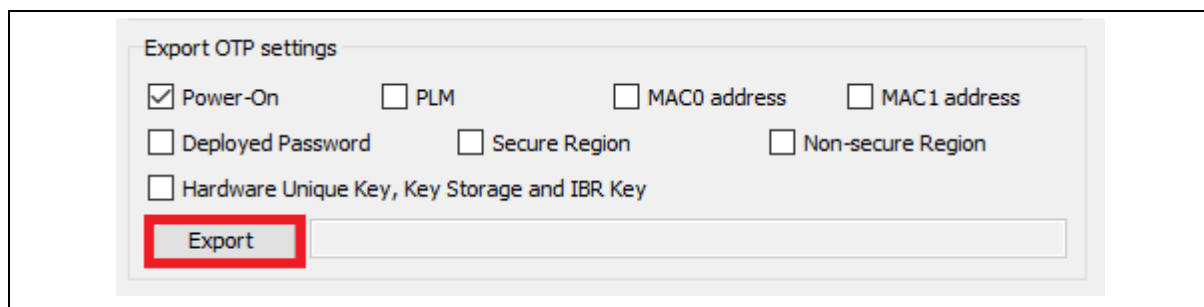 Export OTP settings
Power-On PLM MAC0 address MAC1 address
Deployed Password Secure Region Non-secure Region
Hardware Unique Key, Key Storage and IBR Key
Export